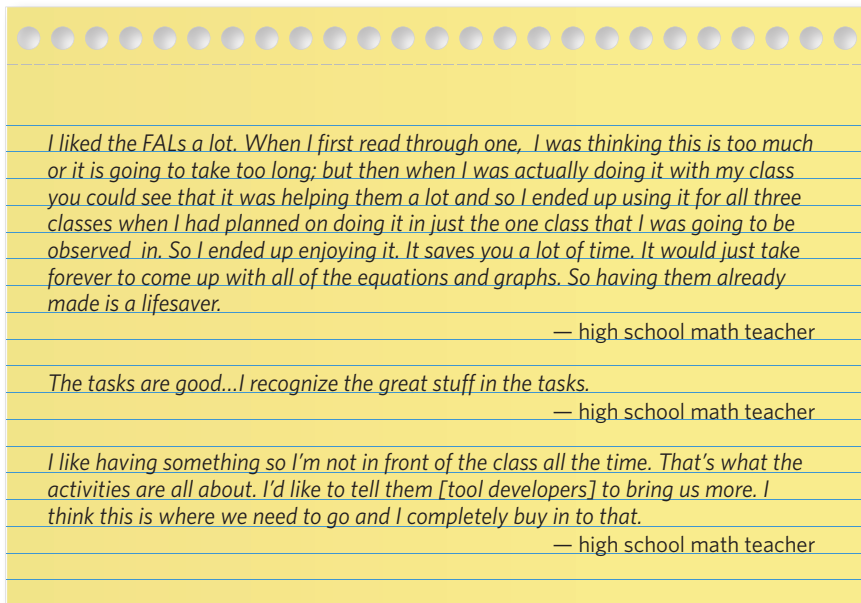 I liked the FALs a lot. When I first read through one,  I was thinking this is too much
or it is going to take too long; but then when I was actually doing it with my class
you could see that it was helping them a lot and so I ended up using it for all three
classes when I had planned on doing it in just the one class that I was going to be
observed  in. So I ended up enjoying it. It saves you a lot of time. It would just take
forever to come up with all of the equations and graphs. So having them already
made is a lifesaver.
— high school math teacher
The tasks are good...I recognize the great stuff in the tasks.
— high school math teacher
I like having something so I'm not in front of the class all the time. That's what the
activities are all about. I'd like to tell them [tool developers] to bring us more. I
think this is where we need to go and I completely buy in to that.
— high school math teacher